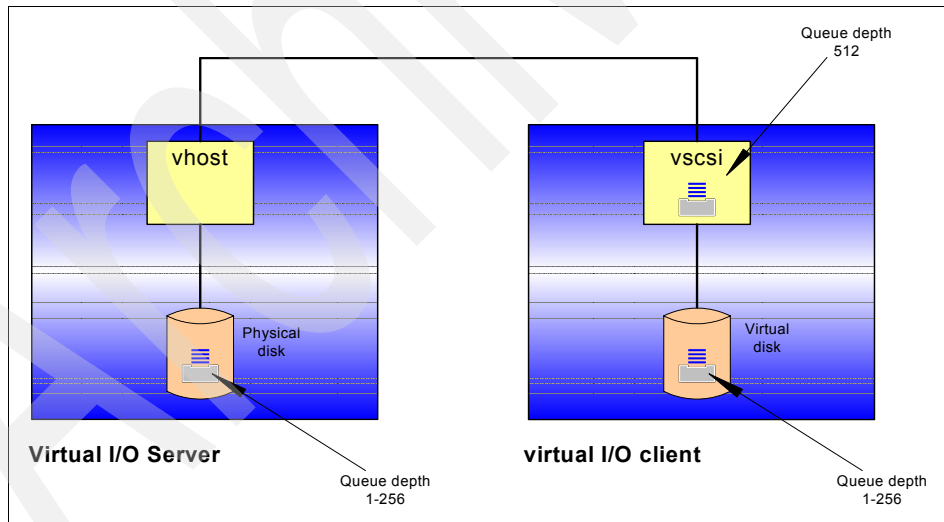 Queue depth
512
vhost
vscsi
Physical
disk
Virtual
disk
Virtual I/O Server
virtual I/O client
Queue depth
1-256
Queue depth
1-256